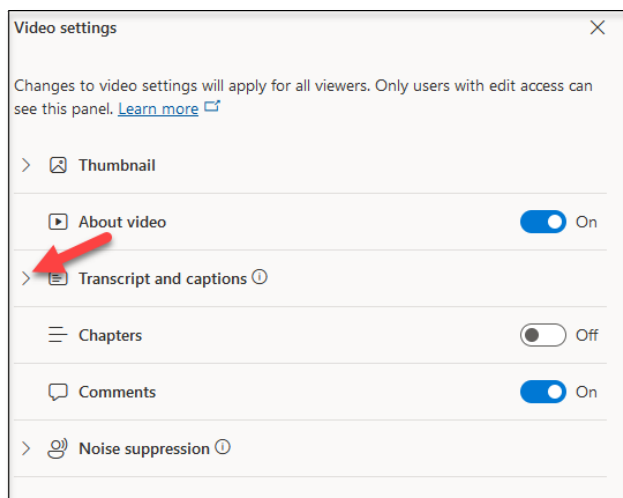 Video settings
Changes to video settings will apply for all viewers. Only users with edit access can
see this panel. Learn more
Thumbnail
About video On
Transcript and captions
Chapters Off
Comments On
Noise suppression